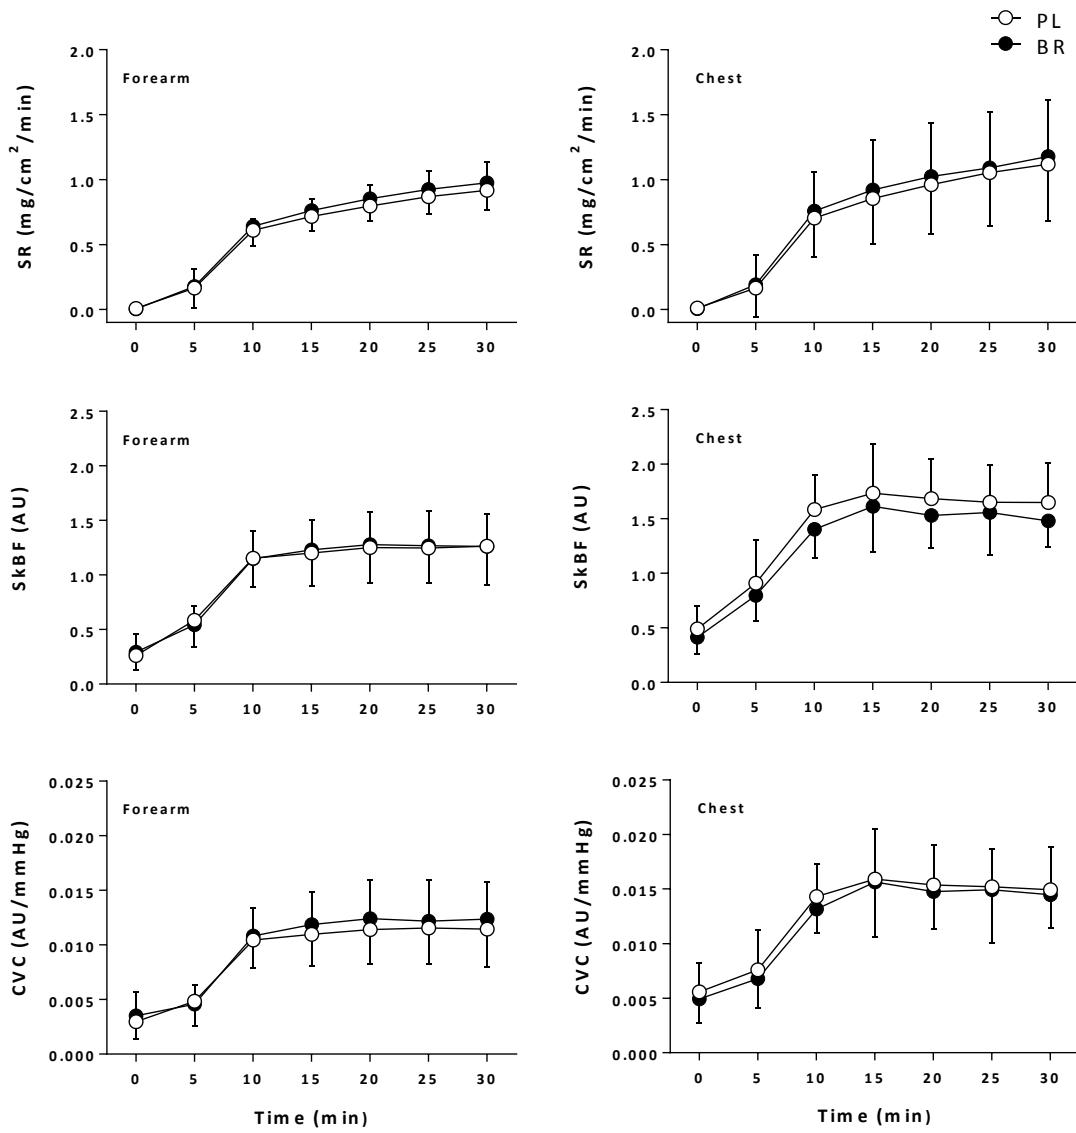 PL
BR
SR (mg/cm²/min)
2.0
1.5
1.0
0.5
0.0
Forearm
0 5 10 15 20 25 30
SR (mg/cm²/min)
2.0
1.5
1.0
0.5
0.0
Chest
0 5 10 15 20 25 30
SkBF (AU)
2.5
2.0
1.5
1.0
0.5
0.0
Forearm
0 5 10 15 20 25 30
SkBF (AU)
2.5
2.0
1.5
1.0
0.5
0.0
Chest
0 5 10 15 20 25 30
CVC (AU/mmHg)
0.025
0.020
0.015
0.010
0.005
0.000
Forearm
0 5 10 15 20 25 30
Time (min)
CVC (AU/mmHg)
0.025
0.020
0.015
0.010
0.005
0.000
Chest
0 5 10 15 20 25 30
Time (min)